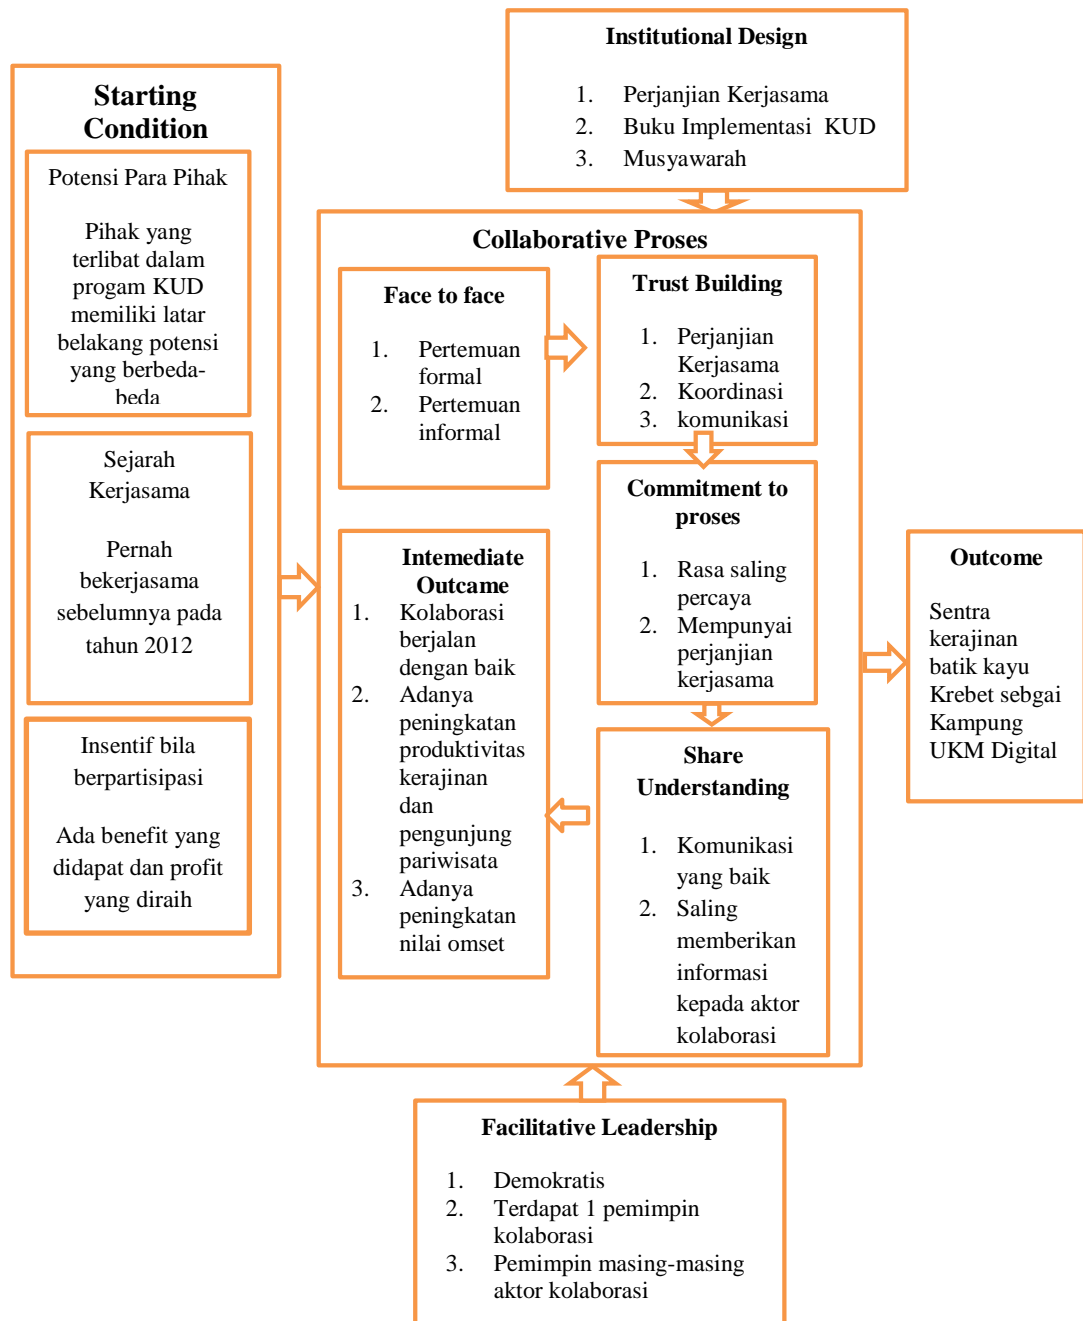 Institutional Design
1. Perjanjian Kerjasama
2. Buku Implementasi KUD
3. Musyawarah
Starting
Condition
Potensi Para Pihak
Pihak yang
terlibat dalam
progam KUD
memiliki latar
belakang potensi
yang berbeda-
beda
Sejarah
Kerjasama
Pernah
bekerjasama
sebelumnya pada
tahun 2012
Insentif bila
berpartisipasi
Ada benefit yang
didapat dan profit
yang diraih
Collaborative Proses
Face to face
1. Pertemuan
formal
2. Pertemuan
informal
Trust Building
1. Perjanjian
Kerjasama
2. Koordinasi
3. komunikasi
Commitment to
proses
1. Rasa saling
percaya
2. Mempunyai
perjanjian
kerjasama
Share
Understanding
1. Komunikasi
yang baik
2. Saling
memberikan
informasi
kepada aktor
kolaborasi
Intemediate
Outcame
1. Kolaborasi
berjalan
dengan baik
2. Adanya
peningkatan
produktivitas
kerajinan
dan
pengunjung
pariwisata
3. Adanya
peningkatan
nilai omset
Outcome
Sentra
kerajinan
batik kayu
Krebet sebgai
Kampung
UKM Digital
Facilitative Leadership
1. Demokratis
2. Terdapat 1 pemimpin
kolaborasi
3. Pemimpin masing-masing
aktor kolaborasi